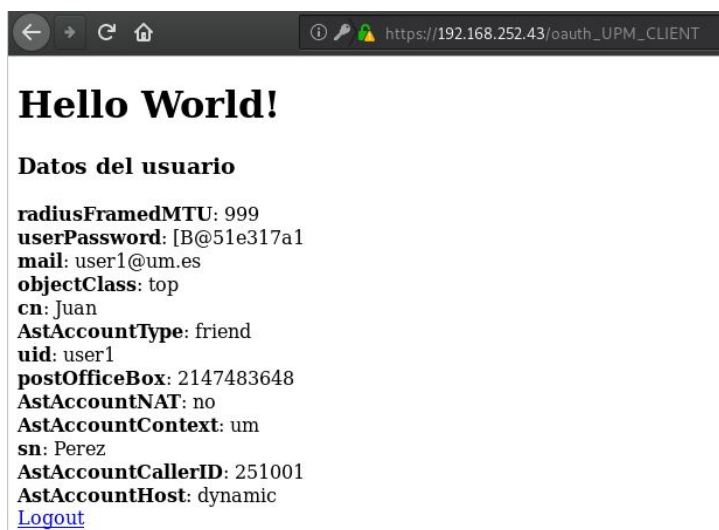 https://192.168.252.43/oauth_UPM_CLIENT
Hello World!
Datos del usuario
radiusFramedMTU: 999
userPassword: [B@51e317a1
mail: user1@um.es
objectClass: top
cn: Juan
AstAccountType: friend
uid: user1
postOfficeBox: 2147483648
AstAccountNAT: no
AstAccountContext: um
sn: Perez
AstAccountCallerID: 251001
AstAccountHost: dynamic
Logout